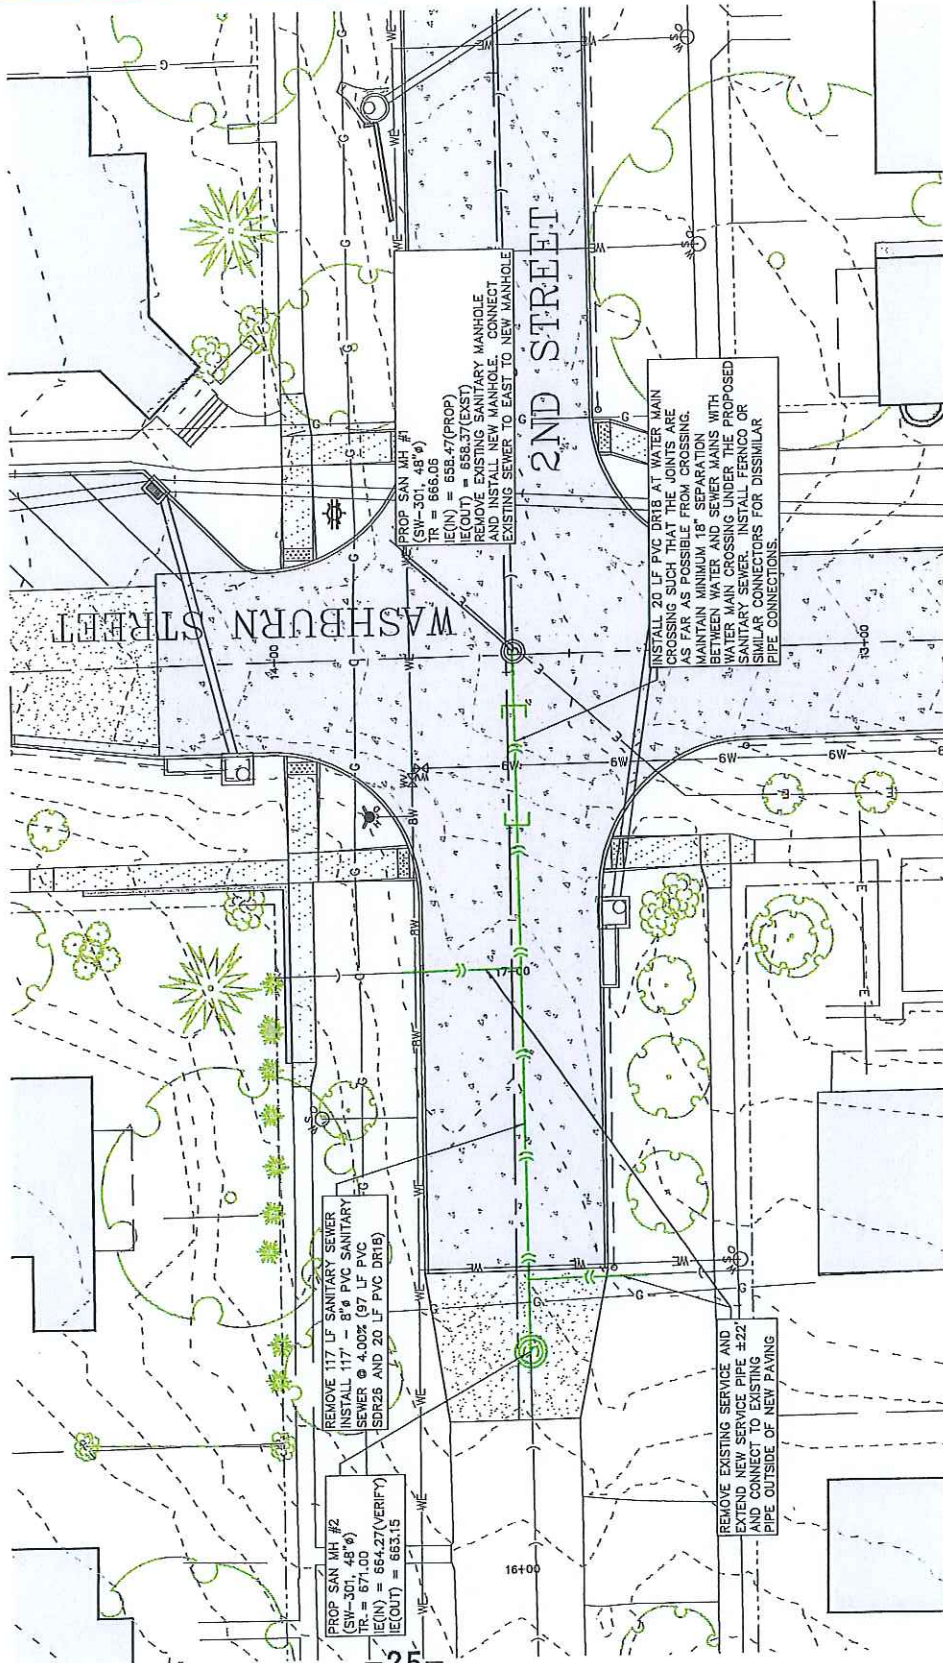 PROP SAN MH #1
(SW-301, 48"ø)
TR = 666.06
IE(IN) = 658.47(PROP)
IE(OUT) = 658.37(EXST)
REMOVE EXISTING SANITARY MANHOLE
AND INSTALL NEW MANHOLE. CONNECT
EXISTING SEWER TO EAST TO NEW MANHOLE
2ND STREET
WASHBURN STREET
INSTALL 20 LF PVC DR18 AT WATER MAIN
CROSSING SUCH THAT THE JOINTS ARE
AS FAR AS POSSIBLE FROM CROSSING.
MAINTAIN MINIMUM 18" SEPARATION
BETWEEN WATER AND SEWER MAINS WITH
WATER MAIN CROSSING UNDER THE PROPOSED
SANITARY SEWER. INSTALL FERNCO OR
SIMILAR CONNECTORS FOR DISSIMILAR
PIPE CONNECTIONS.
14+00
13+00
17+00
16+00
REMOVE 117 LF SANITARY SEWER
INSTALL 117' - 8"ø PVC SANITARY
SEWER @ 4.00% (97 LF PVC
SDR26 AND 20 LF PVC DR18)
PROP SAN MH #2
(SW-301, 48"ø)
TR. = 671.00
IE(IN) = 664.27(VERIFY)
IE(OUT) = 663.15
REMOVE EXISTING SERVICE AND
EXTEND NEW SERVICE PIPE ±22'
AND CONNECT TO EXISTING
PIPE OUTSIDE OF NEW PAVING
-25-